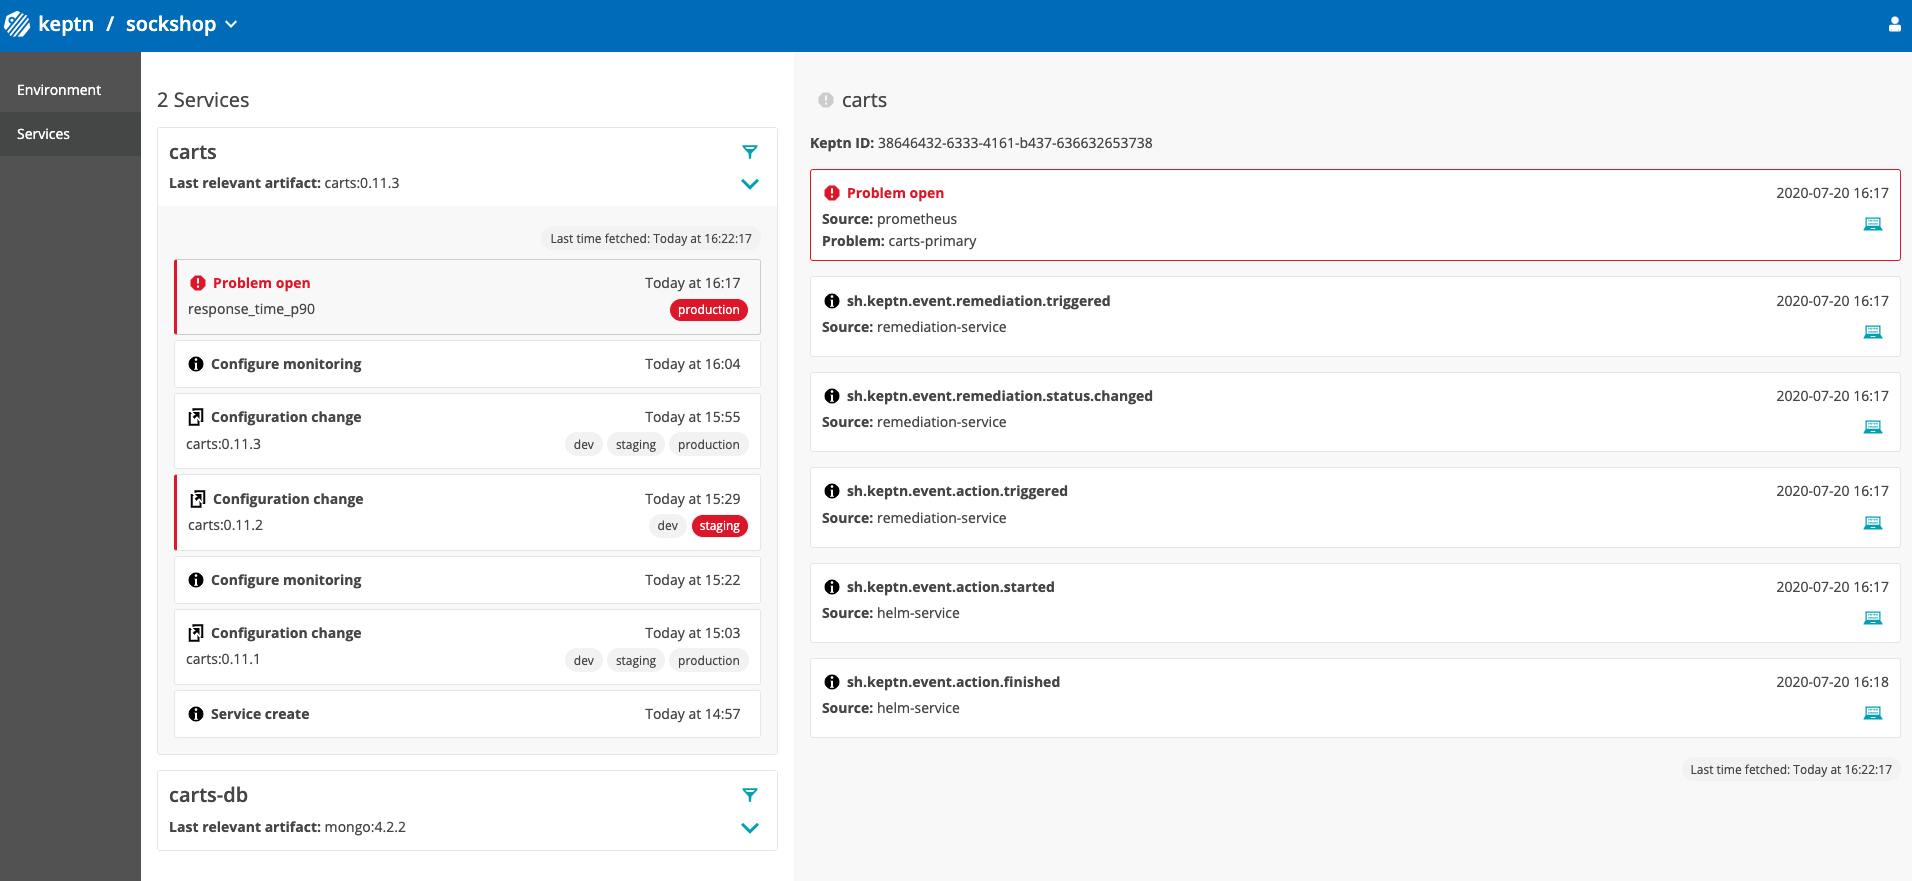 keptn / sockshop
Environment
Services
2 Services
carts
Last relevant artifact: carts:0.11.3
Last time fetched: Today at 16:22:17
Problem open Today at 16:17
response_time_p90 production
Configure monitoring Today at 16:04
Configuration change Today at 15:55
carts:0.11.3 dev staging production
Configuration change Today at 15:29
carts:0.11.2 dev staging
Configure monitoring Today at 15:22
Configuration change Today at 15:03
carts:0.11.1 dev staging production
Service create Today at 14:57
carts-db
Last relevant artifact: mongo:4.2.2
carts
Keptn ID: 38646432-6333-4161-b437-636632653738
Problem open 2020-07-20 16:17
Source: prometheus
Problem: carts-primary
sh.keptn.event.remediation.triggered 2020-07-20 16:17
Source: remediation-service
sh.keptn.event.remediation.status.changed 2020-07-20 16:17
Source: remediation-service
sh.keptn.event.action.triggered 2020-07-20 16:17
Source: remediation-service
sh.keptn.event.action.started 2020-07-20 16:17
Source: helm-service
sh.keptn.event.action.finished 2020-07-20 16:18
Source: helm-service
Last time fetched: Today at 16:22:17